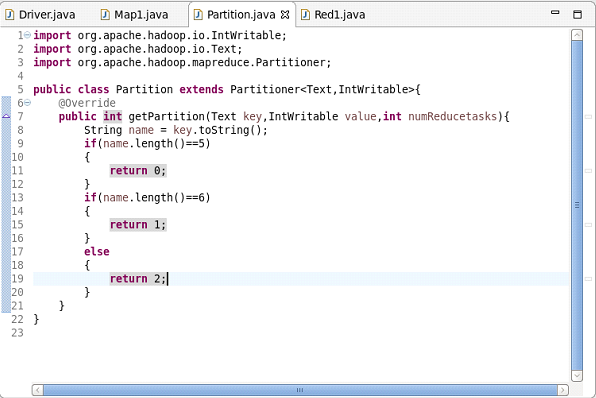 Driver.java Map1.java Partition.java Red1.java
1 import org.apache.hadoop.io.IntWritable;
2 import org.apache.hadoop.io.Text;
3 import org.apache.hadoop.mapreduce.Partitioner;
4
5 public class Partition extends Partitioner<Text,IntWritable>{
6 @Override
7 public int getPartition(Text key,IntWritable value,int numReducetasks){
8 String name = key.toString();
9 if(name.length()==5)
10 {
11 return 0;
12 }
13 if(name.length()==6)
14 {
15 return 1;
16 }
17 else
18 {
19 return 2;
20 }
21 }
22 }
23